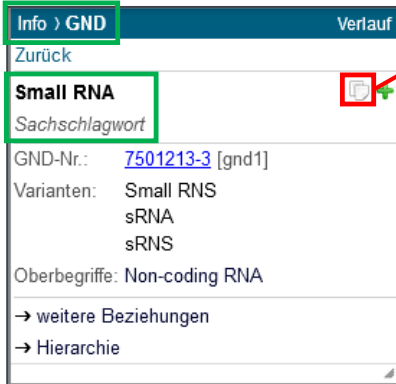 Info › GND Verlauf
Zurück
Small RNA
Sachschlagwort
GND-Nr.: 7501213-3 [gnd1]
Varianten: Small RNS
sRNA
sRNS
Oberbegriffe: Non-coding RNA
→ weitere Beziehungen
→ Hierarchie